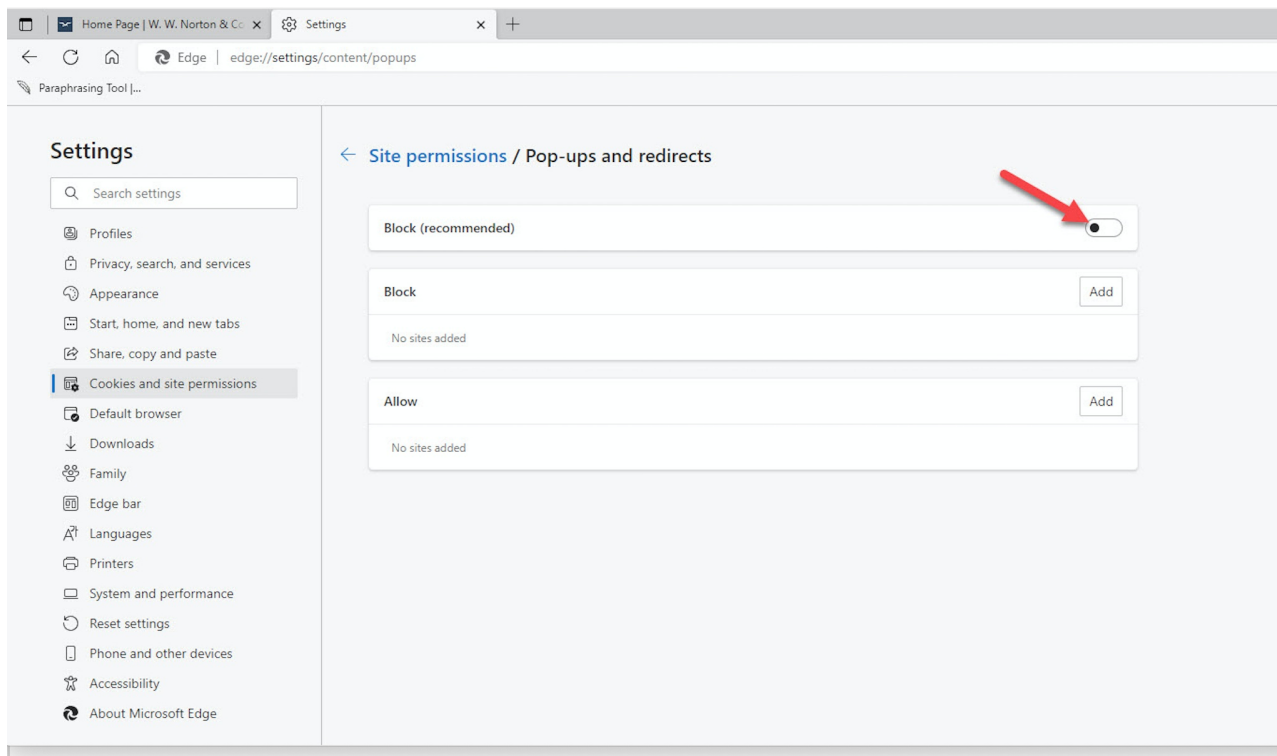 Home Page | W. W. Norton & Co
Settings
Edge
edge://settings/content/popups
Paraphrasing Tool |...
Settings
Search settings
Profiles
Privacy, search, and services
Appearance
Start, home, and new tabs
Share, copy and paste
Cookies and site permissions
Default browser
Downloads
Family
Edge bar
Languages
Printers
System and performance
Reset settings
Phone and other devices
Accessibility
About Microsoft Edge
Site permissions / Pop-ups and redirects
Block (recommended)
Block
Add
No sites added
Allow
Add
No sites added